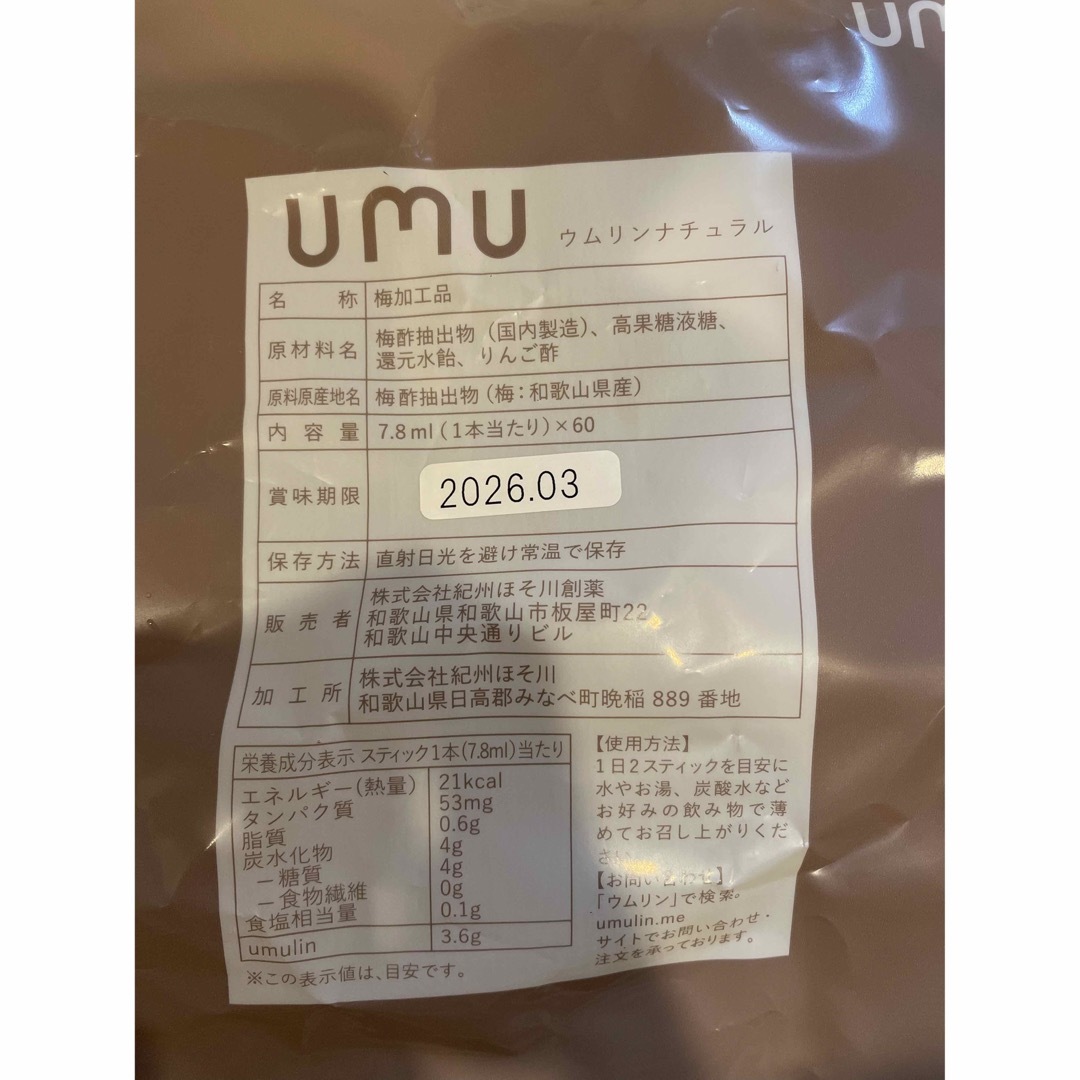 um
umu ウムリンナチュラル
名称 梅加工品
原材料名 梅酢抽出物(国内製造)、高果糖液糖、
還元水飴、りんご酢
原料原産地名 梅酢抽出物(梅:和歌山県産)
内容量 7.8ml(1本当たり)×60
賞味期限 2026.03
保存方法 直射日光を避け常温で保存
販売者 株式会社紀州ほそ川創薬
和歌山県和歌山市板屋町22
和歌山中央通りビル
加工所 株式会社紀州ほそ川
和歌山県日高郡みなべ町晩稲889番地
栄養成分表示 スティック1本(7.8ml)当たり
エネルギー(熱量) 21kcal
タンパク質 53mg
脂質 0.6g
炭水化物 4g
–糖質 4g
–食物繊維 0g
食塩相当量 0.1g
umulin 3.6g
※この表示値は、目安です。
【使用方法】
1日2スティックを目安に
水やお湯、炭酸水など
お好みの飲み物で薄
めてお召し上がりくだ
さい。
【お問い合わせ】
「ウムリン」で検索。
umulin.me
サイトでお問い合わせ・
注文を承っております。